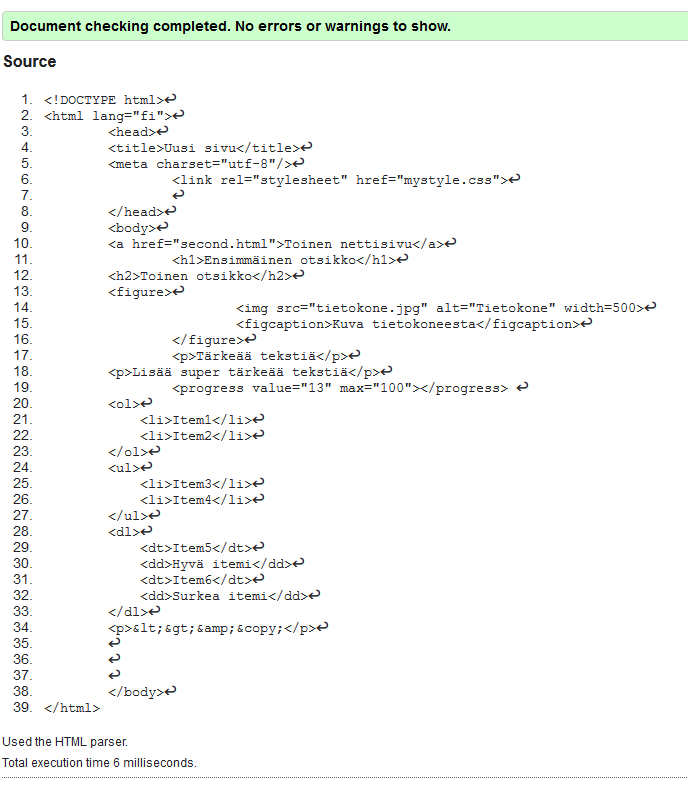 Document checking completed. No errors or warnings to show.
Source
1. <!DOCTYPE html>↩
2. <html lang="fi">↩
3. <head>↩
4. <title>Uusi sivu</title>↩
5. <meta charset="utf-8"/>↩
6. <link rel="stylesheet" href="mystyle.css">↩
7. ↩
8. </head>↩
9. <body>↩
10. <a href="second.html">Toinen nettisivu</a>↩
11. <h1>Ensimmäinen otsikko</h1>↩
12. <h2>Toinen otsikko</h2>↩
13. <figure>↩
14. <img src="tietokone.jpg" alt="Tietokone" width=500>↩
15. <figcaption>Kuva tietokoneesta</figcaption>↩
16. </figure>↩
17. <p>Tärkeää tekstiä</p>↩
18. <p>Lisää super tärkeää tekstiä</p>↩
19. <progress value="13" max="100"></progress> ↩
20. <ol>↩
21. <li>Item1</li>↩
22. <li>Item2</li>↩
23. </ol>↩
24. <ul>↩
25. <li>Item3</li>↩
26. <li>Item4</li>↩
27. </ul>↩
28. <dl>↩
29. <dt>Item5</dt>↩
30. <dd>Hyvä itemi</dd>↩
31. <dt>Item6</dt>↩
32. <dd>Surkea itemi</dd>↩
33. </dl>↩
34. <p>&lt;&gt;&amp;&copy;</p>↩
35. ↩
36. ↩
37. ↩
38. </body>↩
39. </html>
Used the HTML parser.
Total execution time 6 milliseconds.